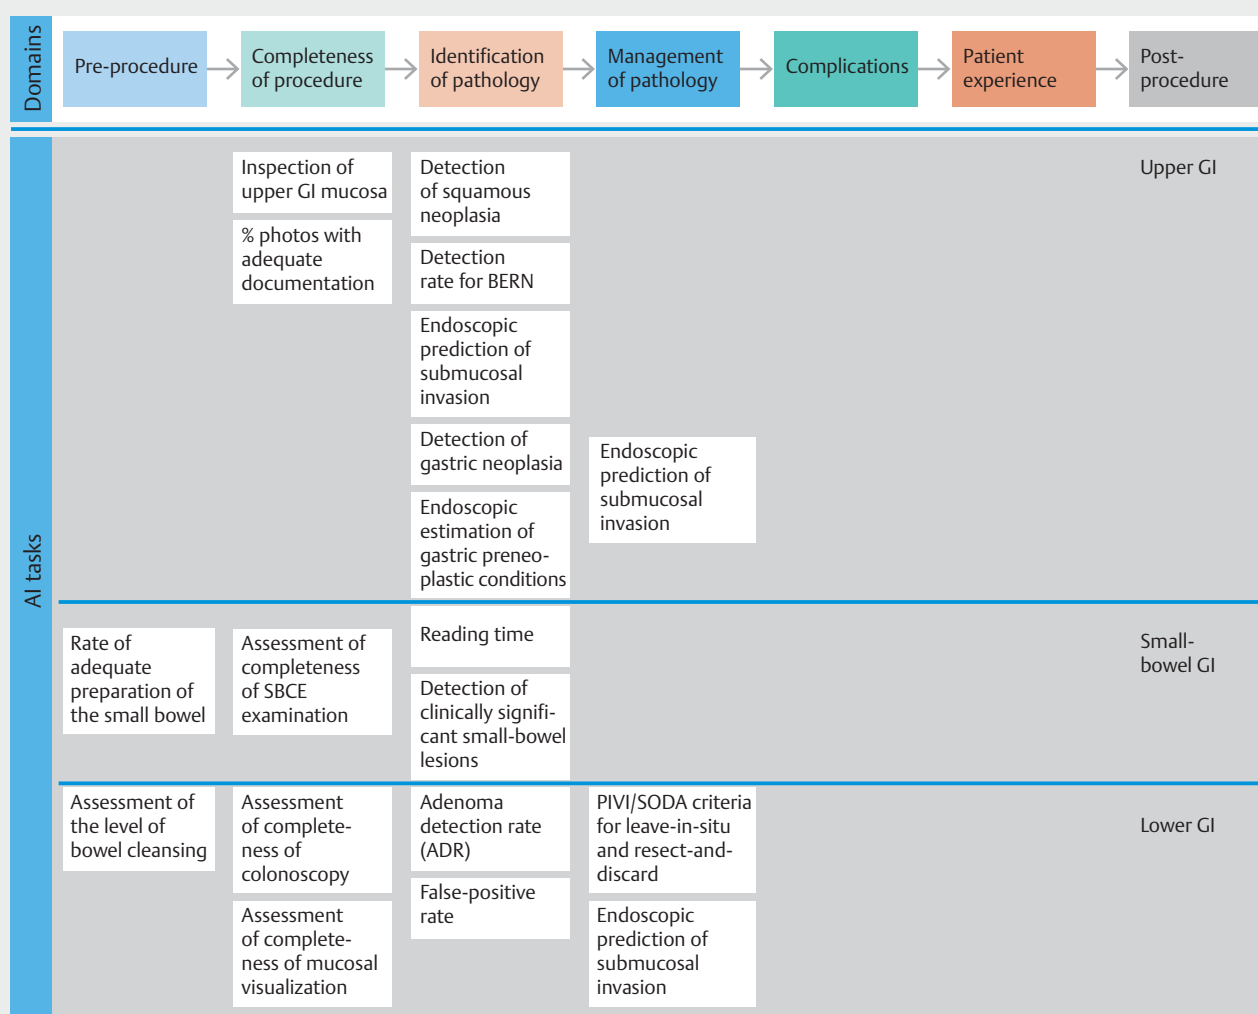 Domains
Pre-procedure
Completeness
of procedure
Identification
of pathology
Management
of pathology
Complications
Patient
experience
Post-
procedure
AI tasks
Upper GI
Inspection of
upper GI mucosa
% photos with
adequate
documentation
Detection
of squamous
neoplasia
Detection
rate for BERN
Endoscopic
prediction of
submucosal
invasion
Detection of
gastric neoplasia
Endoscopic
estimation of
gastric preneo-
plastic conditions
Endoscopic
prediction of
submucosal
invasion
Small-
bowel GI
Rate of
adequate
preparation of
the small bowel
Assessment of
completeness
of SBCE
examination
Reading time
Detection of
clinically signifi-
cant small-bowel
lesions
Lower GI
Assessment of
the level of
bowel cleansing
Assessment
of complete-
ness of
colonoscopy
Assessment
of complete-
ness of mucosal
visualization
Adenoma
detection rate
(ADR)
False-positive
rate
PIVI/SODA criteria
for leave-in-situ
and resect-and-
discard
Endoscopic
prediction of
submucosal
invasion